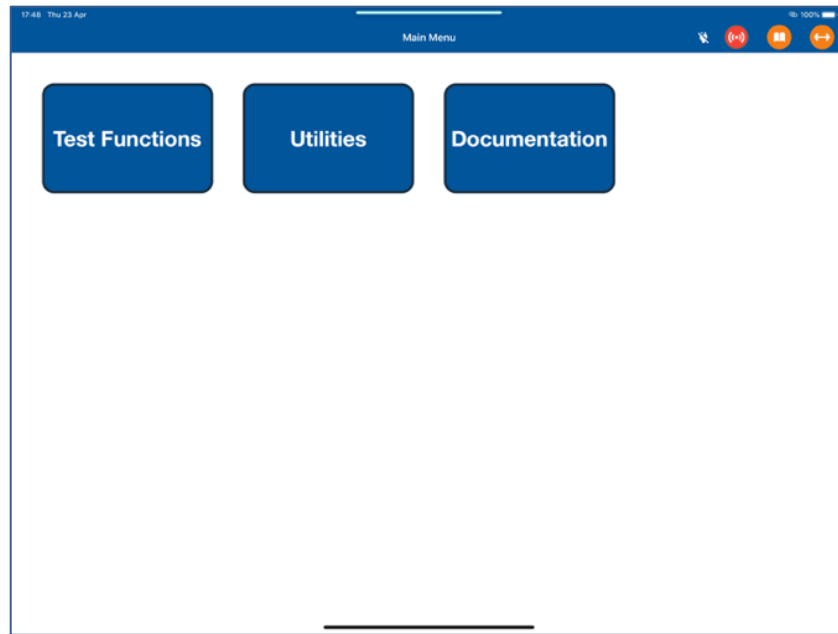 17:48 Thu 23 Apr
100%
Main Menu
Test Functions
Utilities
Documentation